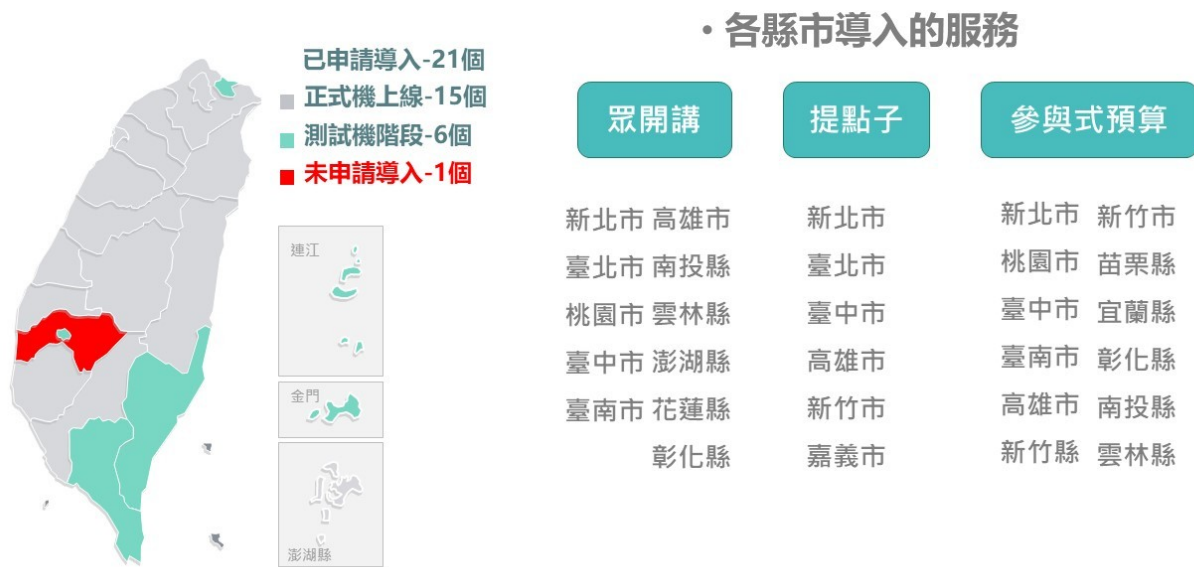 已申請導入-21個
正式機上線-15個
測試機階段-6個
未申請導入-1個
連江
金門
澎湖縣
•各縣市導入的服務
眾開講
新北市 高雄市
臺北市 南投縣
桃園市 雲林縣
臺中市 澎湖縣
臺南市 花蓮縣
彰化縣
提點子
新北市
臺北市
臺中市
高雄市
新竹市
嘉義市
參與式預算
新北市 新竹市
桃園市 苗栗縣
臺中市 宜蘭縣
臺南市 彰化縣
高雄市 南投縣
新竹縣 雲林縣